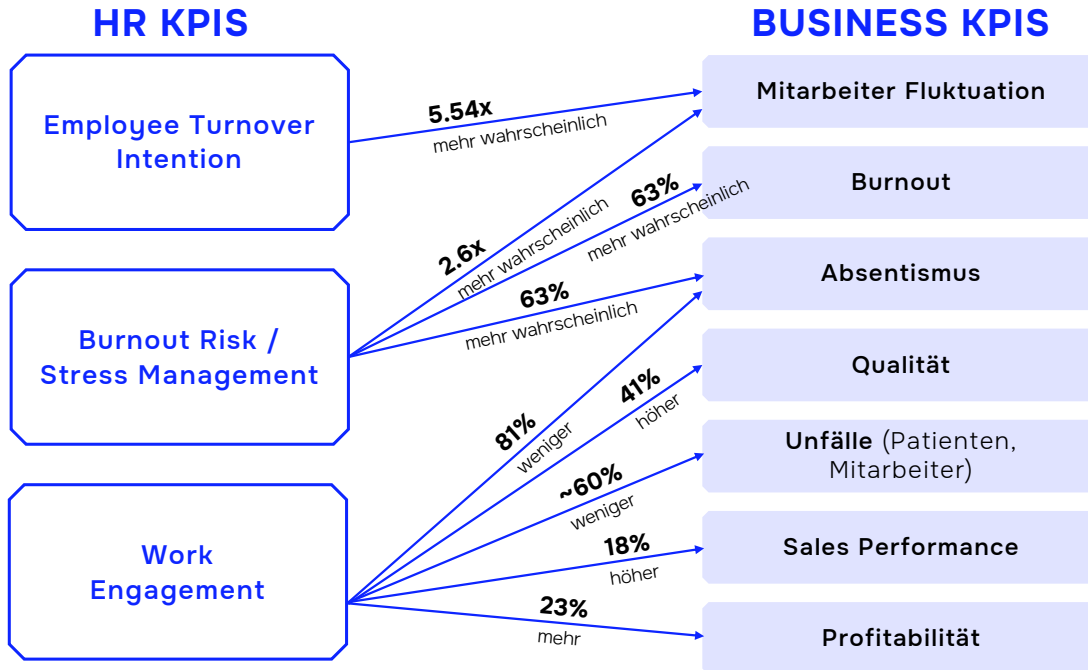 HR KPIS
BUSINESS KPIS
Employee Turnover
Intention
5.54x
mehr wahrscheinlich
Mitarbeiter Fluktuation
Burnout Risk /
Stress Management
2.6x
mehr wahrscheinlich
63%
mehr wahrscheinlich
Burnout
63%
mehr wahrscheinlich
Absentismus
Work
Engagement
81%
weniger
41%
höher
Qualität
~60%
weniger
Unfälle (Patienten,
Mitarbeiter)
18%
höher
Sales Performance
23%
mehr
Profitabilität